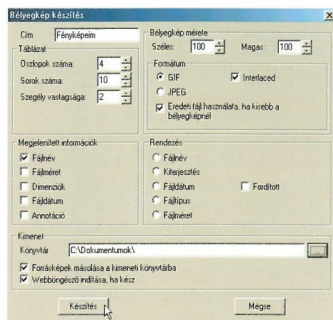 Bélyegkép készítés
Cím Fényképeim
Táblázat
Oszlopok száma: 4
Sorok száma: 10
Szegély vastagsága: 2
Bélyegkép mérete
Széles: 100 Magas: 100
Formátum
GIF Interlaced
JPEG
Eredeti fájl használata, ha kisebb a
bélyegképnél
Megjelenített információk
Fájlnév
Fájlméret
Dimenziók
Fájldátum
Annotáció
Rendezés
Fájlnév
Kiterjesztés
Fájldátum Fordított
Fájltípus
Fájlméret
Kimenet
Könyvtár C:\Dokumentumok\
...
Forrásképek másolása a kimeneti könyvtárba
Webböngésző indítása, ha kész
Készítés Mégse